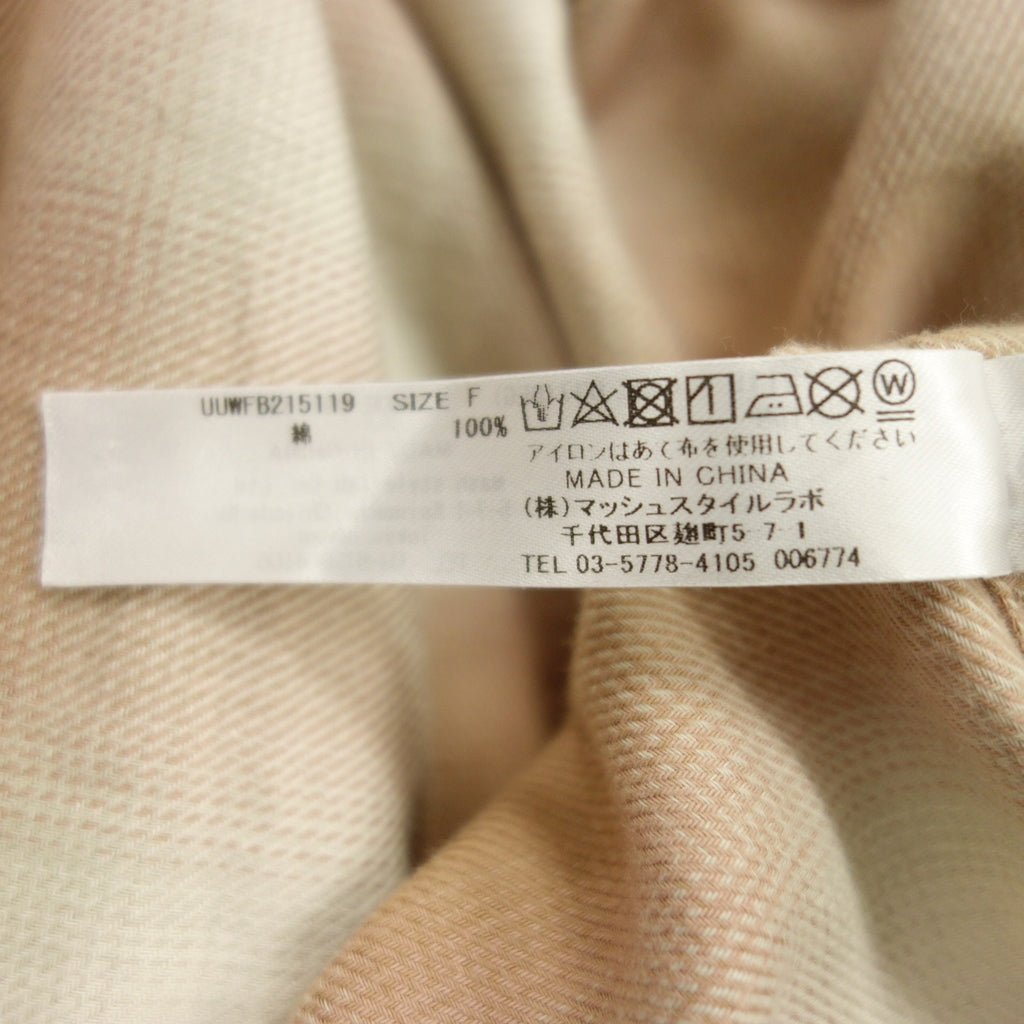 UUWFB215119 SIZE F
綿 100%
W
アイロンはあて布を使用してください
MADE IN CHINA
(株)マッシュスタイルラボ
千代田区麹町5-7-1
TEL 03-5778-4105 006774